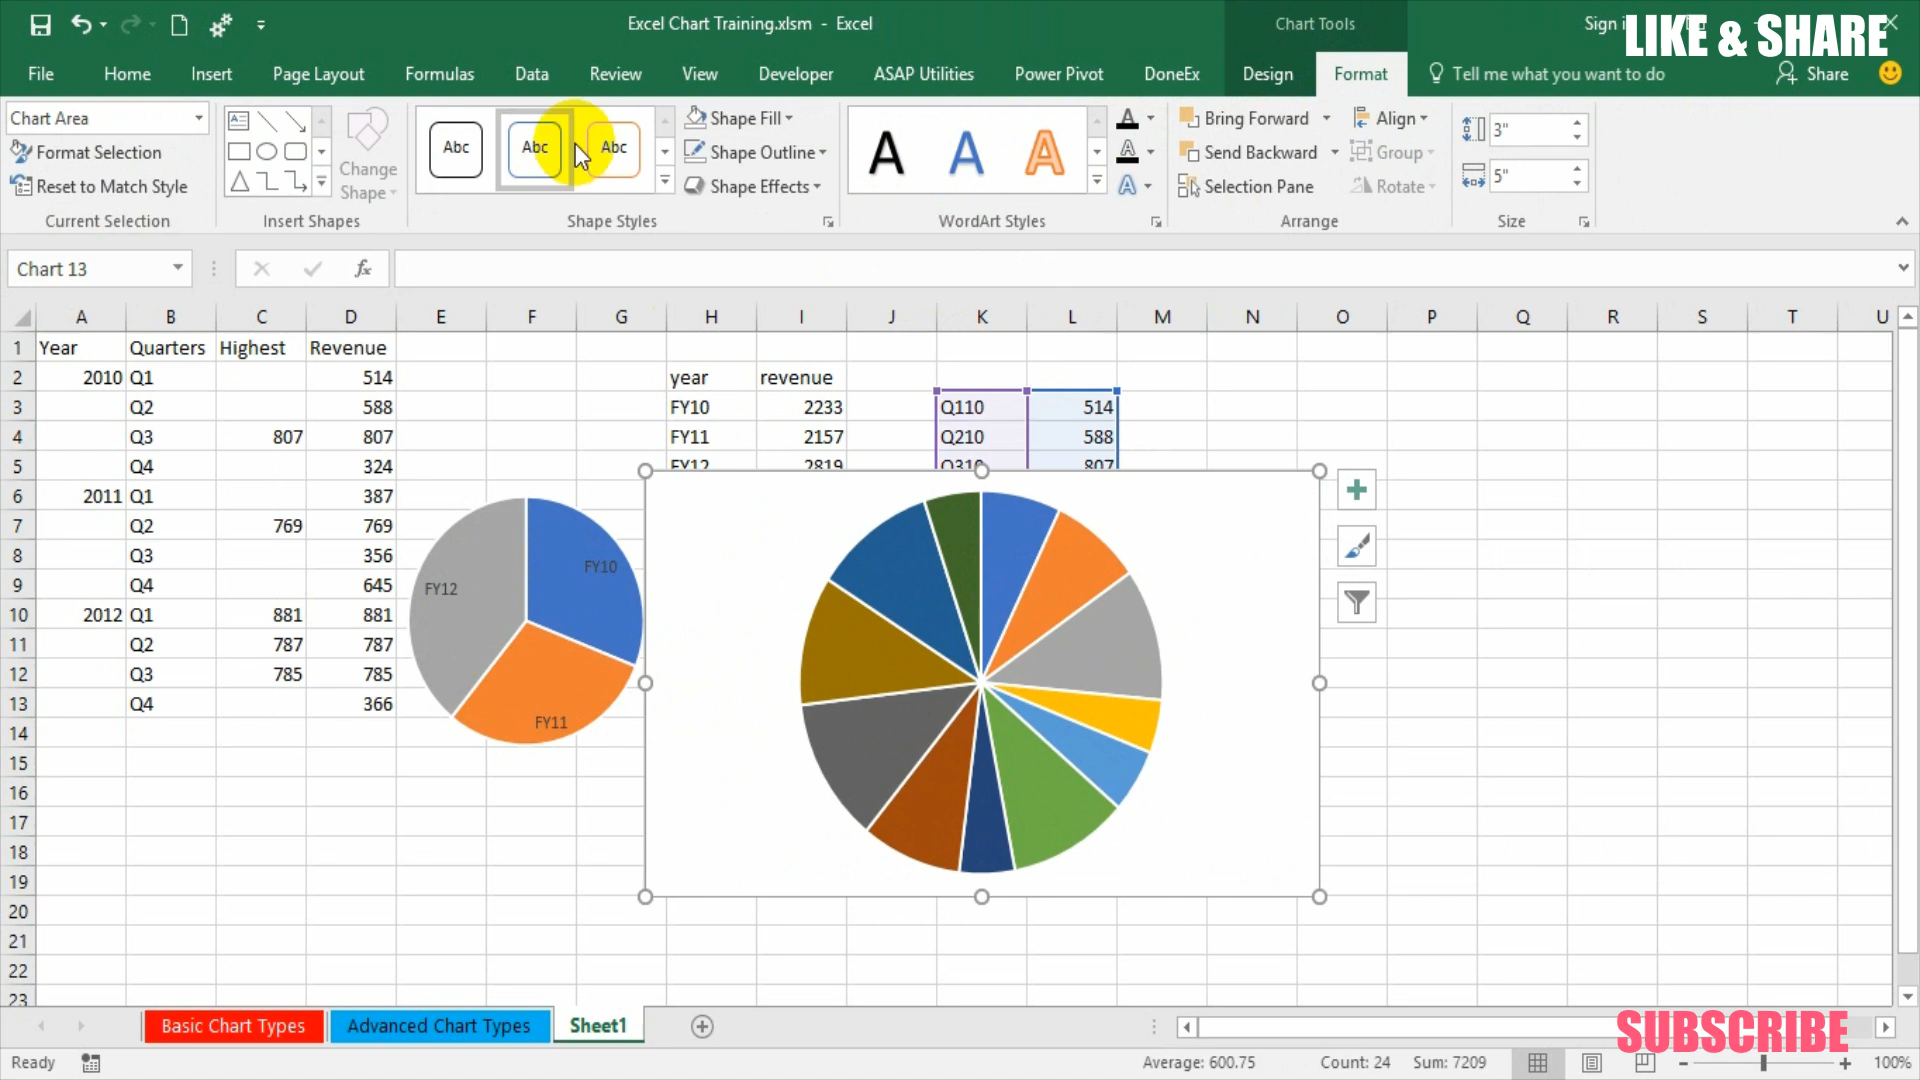 Excel Chart Training.xlsm - Excel
Chart Tools
Sign i
LIKE & SHARE
File Home Insert Page Layout Formulas Data Review View Developer ASAP Utilities Power Pivot DoneEx Design Format Tell me what you want to do Share
Chart Area
Format Selection
Reset to Match Style
Current Selection
Change
Shape
Insert Shapes
Abc Abc Abc
Shape Styles
Shape Fill
Shape Outline
Shape Effects
A A A
WordArt Styles
A
A
A
Bring Forward
Send Backward
Selection Pane
Align
Group
Rotate
Arrange
3"
5"
Size
Chart 13
fx
A B C D E F G H I J K L M N O P Q R S T U
1 Year Quarters Highest Revenue
2 2010 Q1 514 year revenue
3 Q2 588 FY10 2233 Q110 514
4 Q3 807 807 FY11 2157 Q210 588
5 Q4 324 FY12 2819 Q310 807
6 2011 Q1 387
7 Q2 769 769
8 Q3 356
9 Q4 645
10 2012 Q1 881 881
11 Q2 787 787
12 Q3 785 785
13 Q4 366
14
15
16
17
18
19
20
21
22
23
FY10
FY12
FY11
Basic Chart Types Advanced Chart Types Sheet1
SUBSCRIBE
Ready
Average: 600.75 Count: 24 Sum: 7209
100%